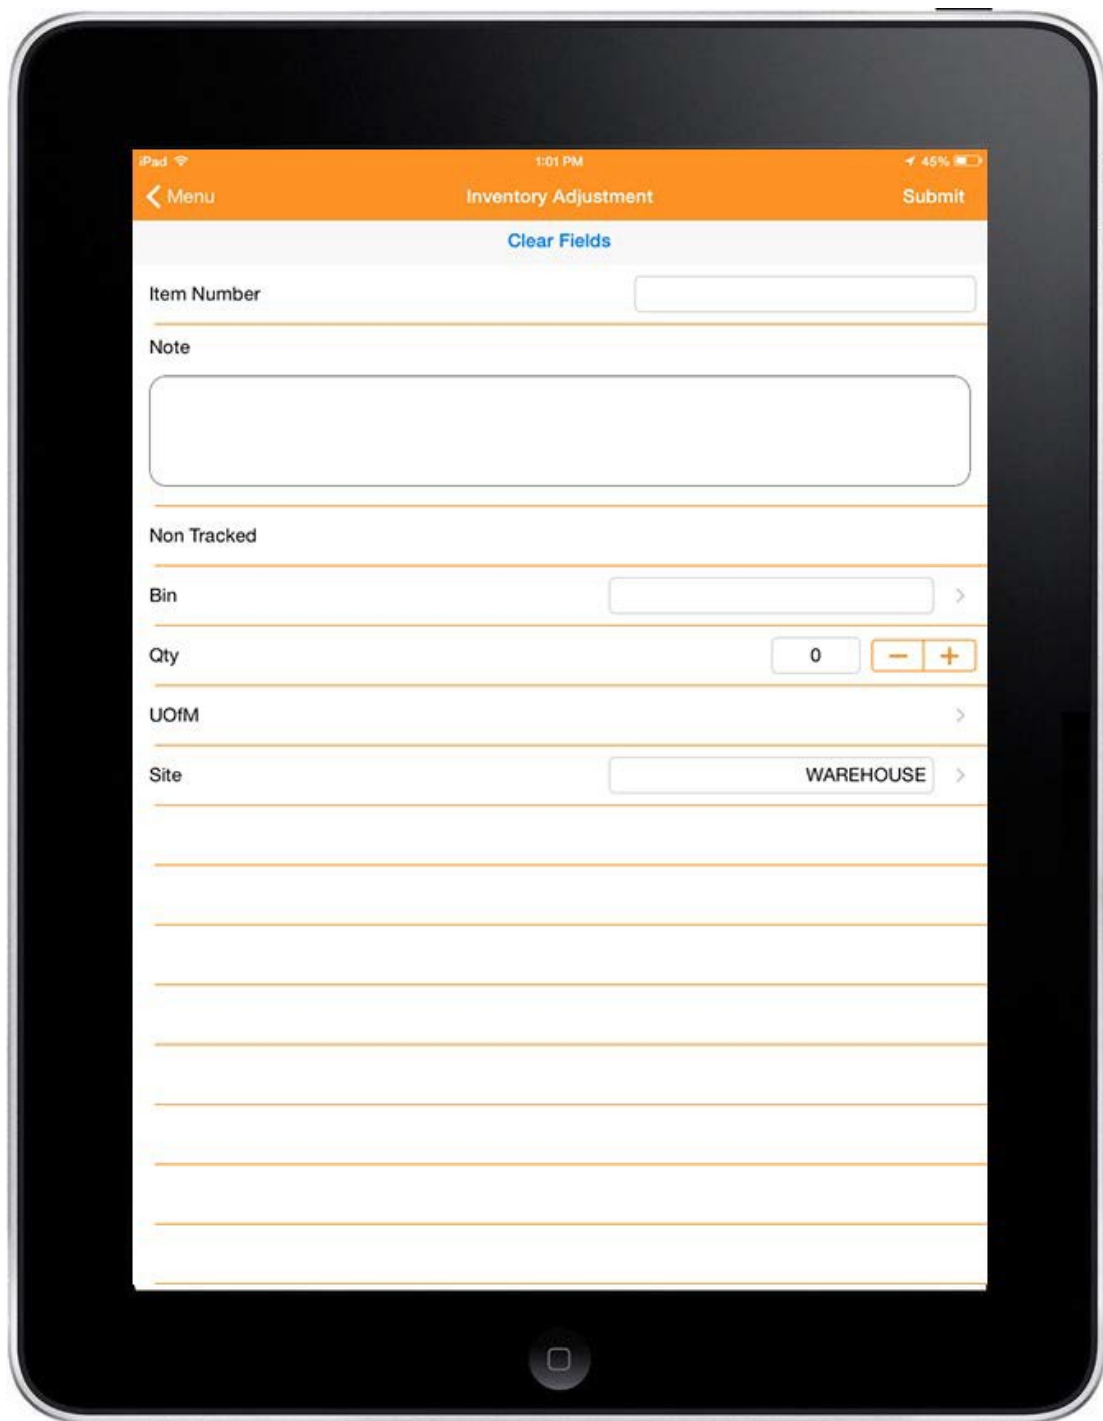 iPad 1:01 PM 45%
Menu Inventory Adjustment Submit
Clear Fields
Item Number
Note
Non Tracked
Bin
Qty 0 − +
UOfM
Site WAREHOUSE